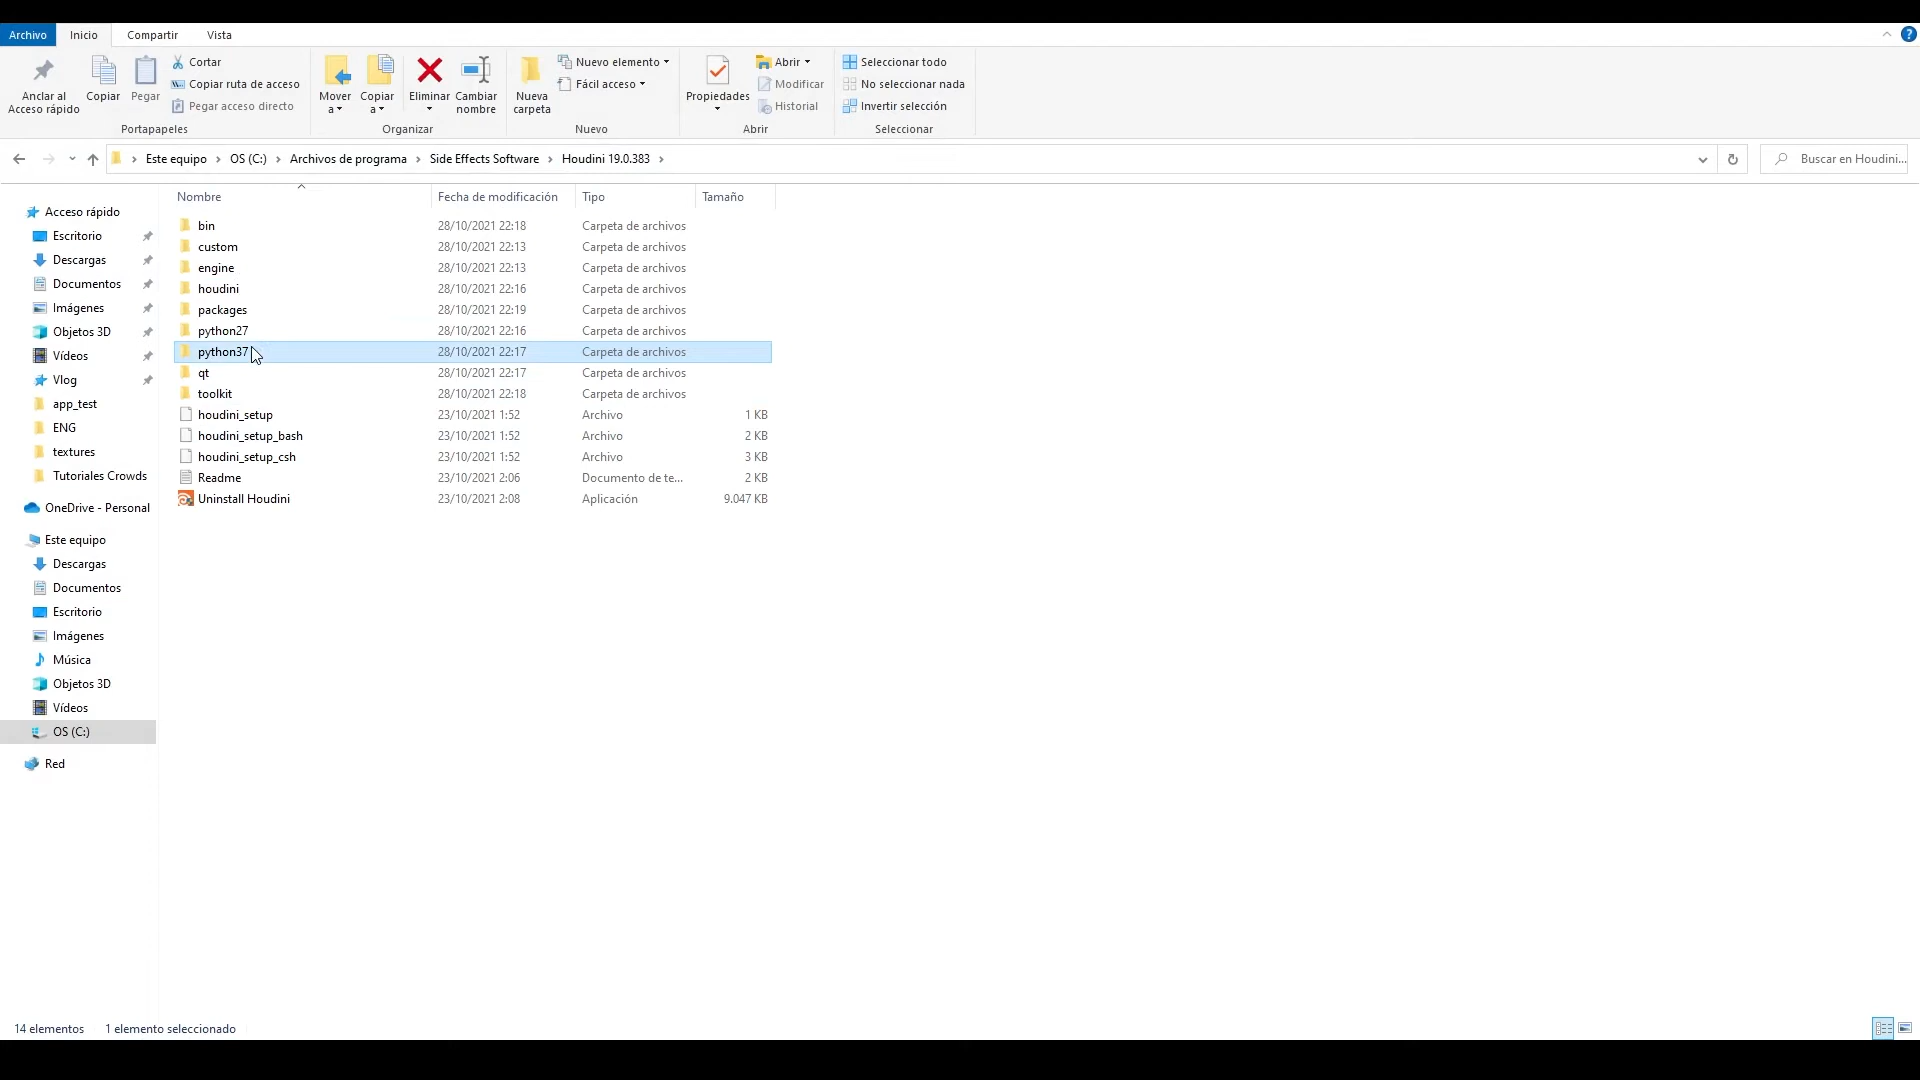 Archivo Inicio Compartir Vista
Anclar al Acceso rápido
Copiar
Pegar
Cortar
Copiar ruta de acceso
Pegar acceso directo
Portapapeles
Mover a
Copiar a
Eliminar
Cambiar nombre
Organizar
Nueva carpeta
Nuevo elemento
Fácil acceso
Nuevo
Propiedades
Abrir
Modificar
Historial
Abrir
Seleccionar todo
No seleccionar nada
Invertir selección
Seleccionar
Este equipo › OS (C:) › Archivos de programa › Side Effects Software › Houdini 19.0.383 ›
Buscar en Houdini...
Acceso rápido
Escritorio
Descargas
Documentos
Imágenes
Objetos 3D
Vídeos
Vlog
app_test
ENG
textures
Tutoriales Crowds
OneDrive - Personal
Este equipo
Descargas
Documentos
Escritorio
Imágenes
Música
Objetos 3D
Vídeos
OS (C:)
Red
Nombre Fecha de modificación Tipo Tamaño
bin 28/10/2021 22:18 Carpeta de archivos
custom 28/10/2021 22:13 Carpeta de archivos
engine 28/10/2021 22:13 Carpeta de archivos
houdini 28/10/2021 22:16 Carpeta de archivos
packages 28/10/2021 22:19 Carpeta de archivos
python27 28/10/2021 22:16 Carpeta de archivos
python37 28/10/2021 22:17 Carpeta de archivos
qt 28/10/2021 22:17 Carpeta de archivos
toolkit 28/10/2021 22:18 Carpeta de archivos
houdini_setup 23/10/2021 1:52 Archivo 1 KB
houdini_setup_bash 23/10/2021 1:52 Archivo 2 KB
houdini_setup_csh 23/10/2021 1:52 Archivo 3 KB
Readme 23/10/2021 2:06 Documento de te... 2 KB
Uninstall Houdini 23/10/2021 2:08 Aplicación 9.047 KB
14 elementos 1 elemento seleccionado